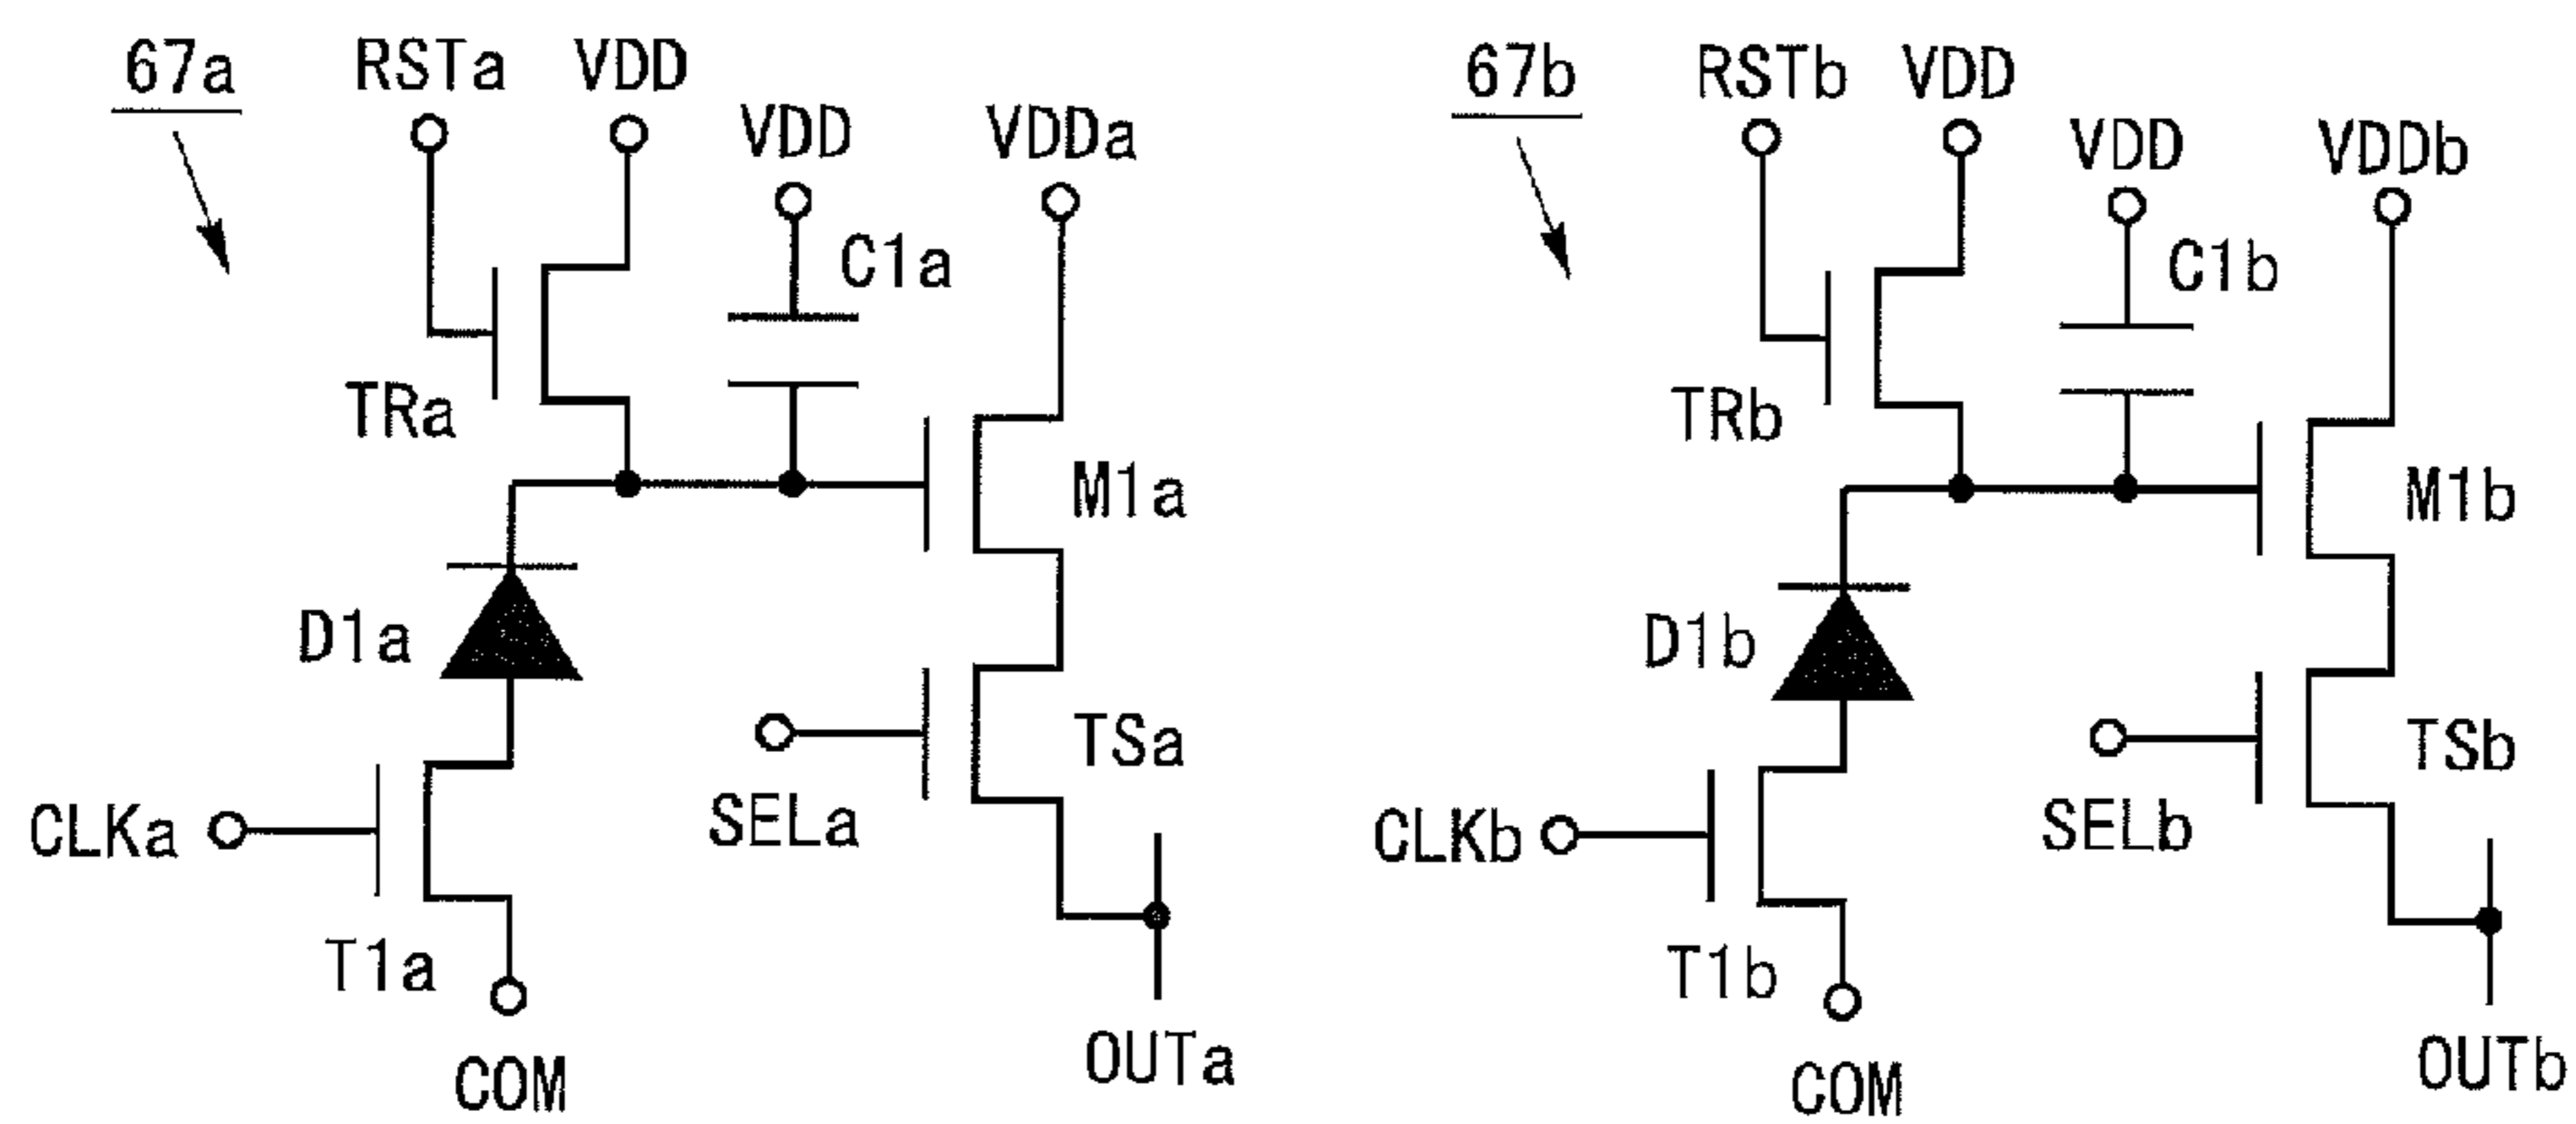 67a
RSTa
VDD
VDD
VDDa
C1a
TRa
M1a
D1a
TSa
SELa
CLKa
T1a
COM
OUTa
67b
RSTb
VDD
VDD
VDDb
C1b
TRb
M1b
D1b
TSb
SELb
CLKb
T1b
COM
OUTb